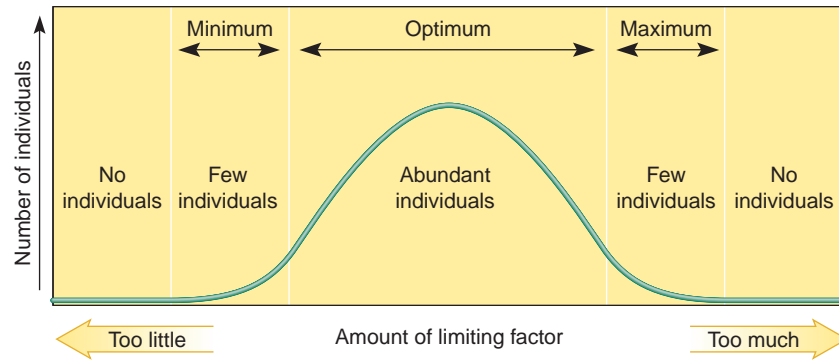 Minimum
Optimum
Maximum
Number of individuals
No
individuals
Few
individuals
Abundant
individuals
Few
individuals
No
individuals
Too little
Amount of limiting factor
Too much